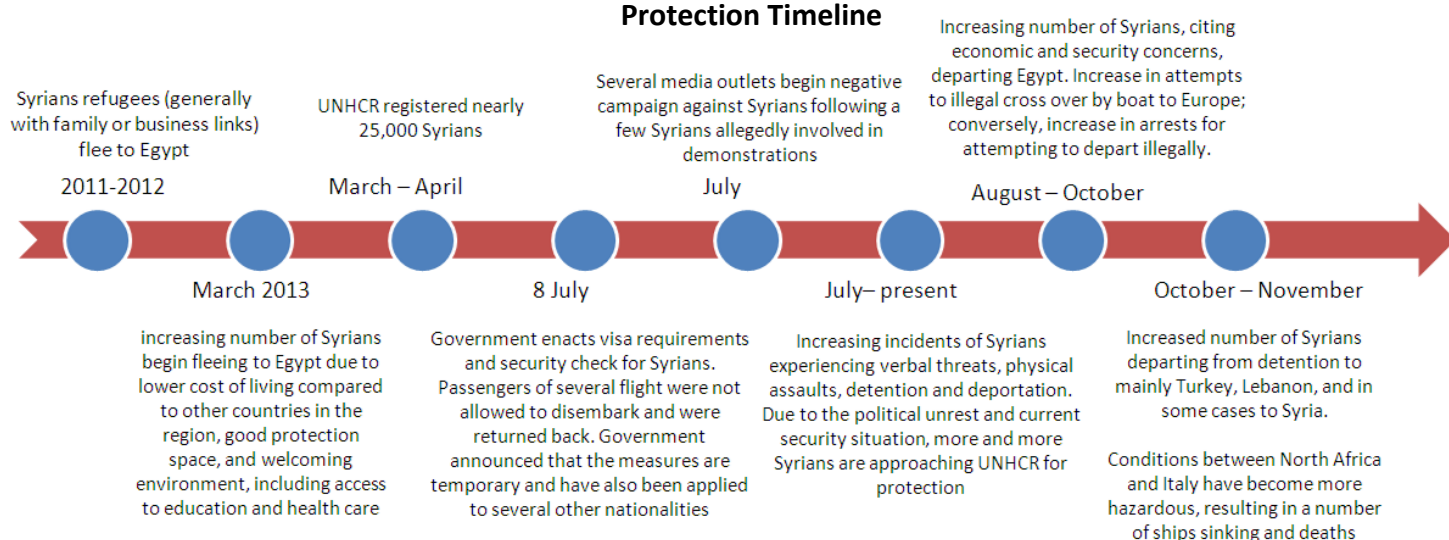 Protection Timeline
Syrians refugees (generally
with family or business links)
flee to Egypt
2011-2012
March 2013
increasing number of Syrians
begin fleeing to Egypt due to
lower cost of living compared
to other countries in the
region, good protection
space, and welcoming
environment, including access
to education and health care
UNHCR registered nearly
25,000 Syrians
March – April
8 July
Government enacts visa requirements
and security check for Syrians.
Passengers of several flight were not
allowed to disembark and were
returned back. Government
announced that the measures are
temporary and have also been applied
to several other nationalities
Several media outlets begin negative
campaign against Syrians following a
few Syrians allegedly involved in
demonstrations
July
July– present
Increasing incidents of Syrians
experiencing verbal threats, physical
assaults, detention and deportation.
Due to the political unrest and current
security situation, more and more
Syrians are approaching UNHCR for
protection
Increasing number of Syrians, citing
economic and security concerns,
departing Egypt. Increase in attempts
to illegal cross over by boat to Europe;
conversely, increase in arrests for
attempting to depart illegally.
August – October
October – November
Increased number of Syrians
departing from detention to
mainly Turkey, Lebanon, and in
some cases to Syria.
Conditions between North Africa
and Italy have become more
hazardous, resulting in a number
of ships sinking and deaths